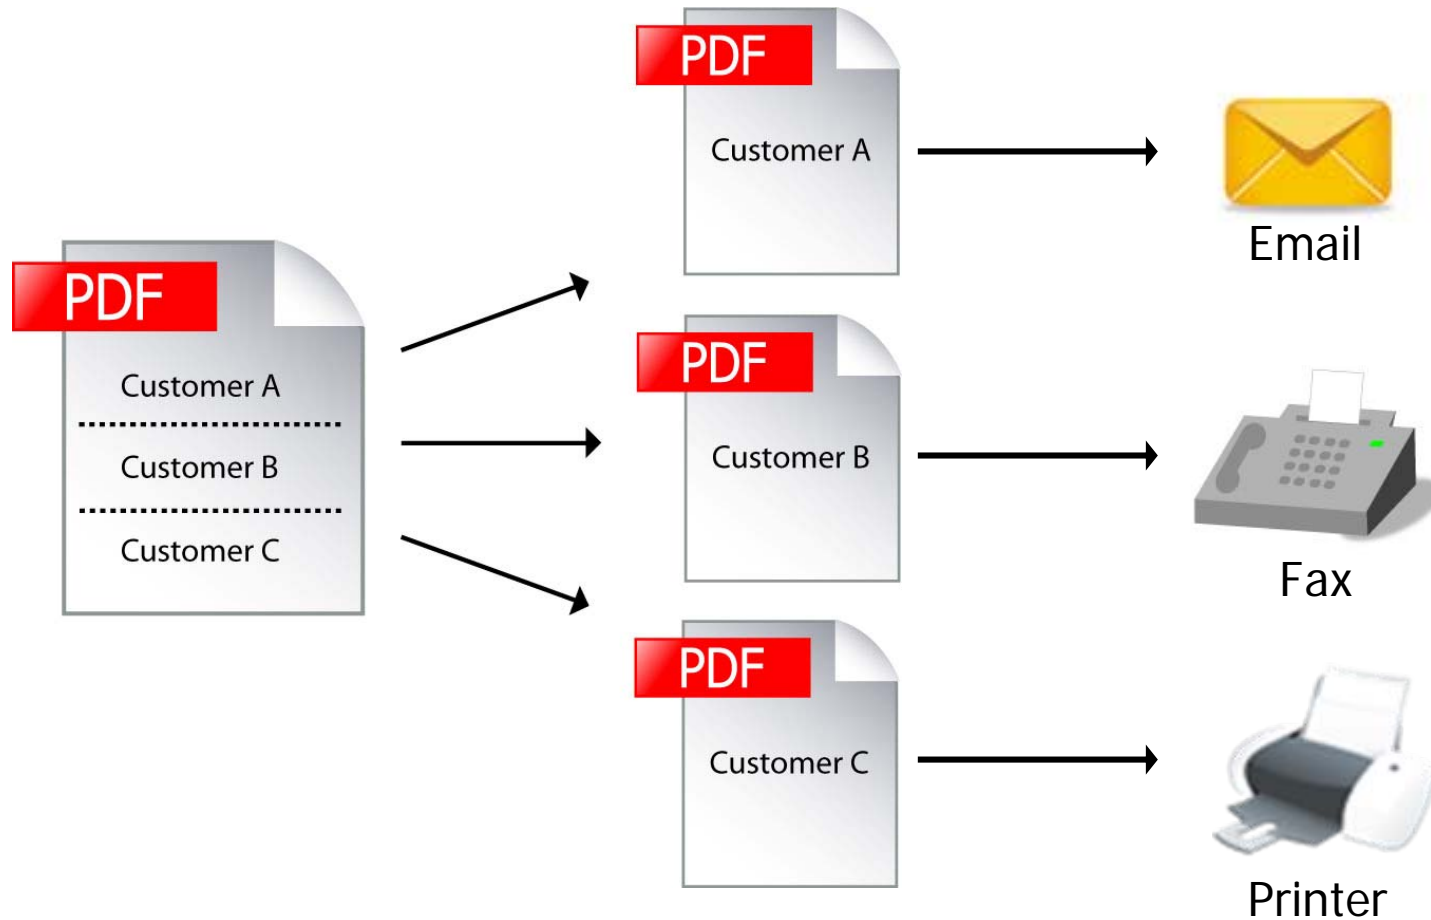 PDF
Customer A
Customer B
Customer C
PDF
Customer A
Email
PDF
Customer B
Fax
PDF
Customer C
Printer